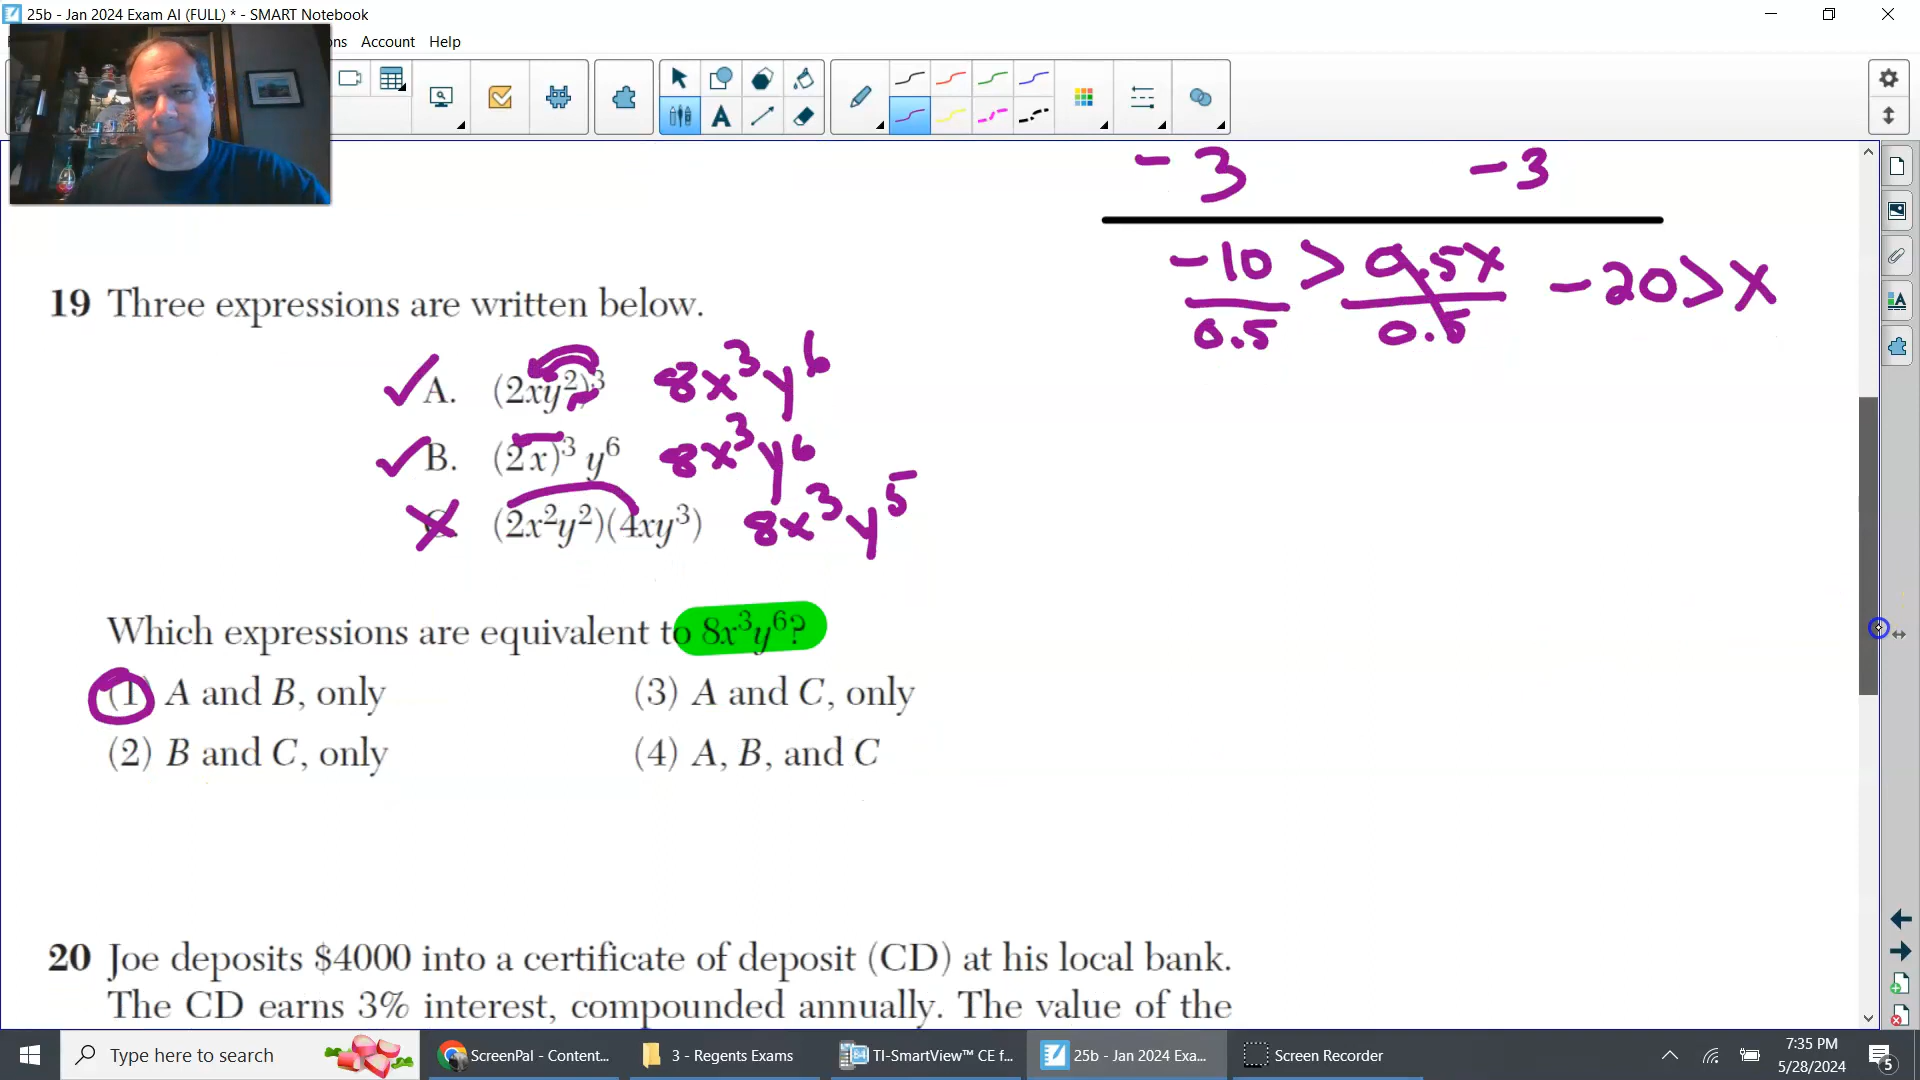 25b - Jan 2024 Exam AI (FULL) * - SMART Notebook
ns Account Help
- 3 - 3
-10 > 0.5x -20 > x
0.5 0.5
19 Three expressions are written below.
A. (2xy²)³ 8x³y⁶
B. (2x)³ y⁶ 8x³y⁶
C. (2x²y²)(4xy³) 8x³y⁵
Which expressions are equivalent to 8x³y⁶?
(1) A and B, only (3) A and C, only
(2) B and C, only (4) A, B, and C
20 Joe deposits $4000 into a certificate of deposit (CD) at his local bank.
The CD earns 3% interest, compounded annually. The value of the
Type here to search ScreenPal - Content... 3 - Regents Exams TI-SmartView™ CE f... 25b - Jan 2024 Exa... Screen Recorder
7:35 PM
5/28/2024
5